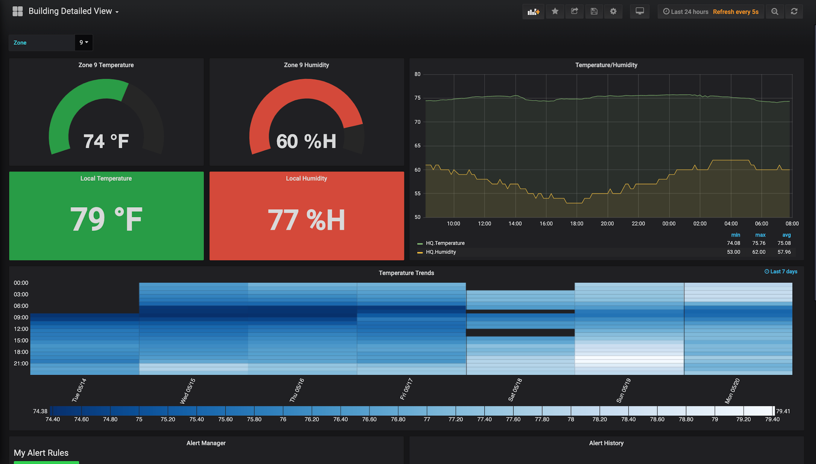 Building Detailed View
Last 24 hours Refresh every 5s
Zone 9
Zone 9 Temperature
74 °F
Zone 9 Humidity
60 %H
Local Temperature
79 °F
Local Humidity
77 %H
Temperature/Humidity
80
75
70
65
60
55
50
10:00 12:00 14:00 16:00 18:00 20:00 22:00 00:00 02:00 04:00 06:00 08:00
min max avg
HQ.Temperature 74.08 75.76 75.08
HQ.Humidity 53.00 62.00 57.96
Temperature Trends
Last 7 days
00:00
03:00
06:00
09:00
12:00
15:00
18:00
21:00
Tue 05/14 Wed 05/15 Thu 05/16 Fri 05/17 Sat 05/18 Sun 05/19 Mon 05/20
74.38 79.41
74.40 74.60 74.80 75 75.20 75.40 75.60 75.80 76 76.20 76.40 76.60 76.80 77 77.20 77.40 77.60 77.80 78 78.20 78.40 78.60 78.80 79 79.20 79.40
Alert Manager
My Alert Rules
Alert History